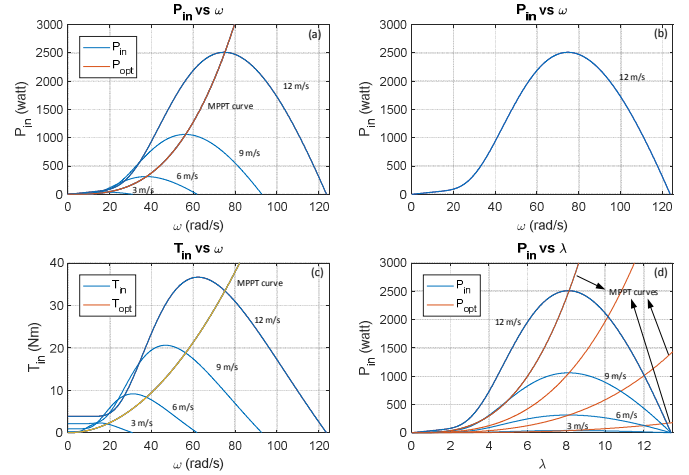 P_in vs ω
(a)
P_in
P_opt
MPPT curve
12 m/s
9 m/s
6 m/s
3 m/s
P_in (watt)
3000
2500
2000
1500
1000
500
0
0 20 40 60 80 100 120
ω (rad/s)
P_in vs ω
(b)
12 m/s
P_in (watt)
3000
2500
2000
1500
1000
500
0
0 20 40 60 80 100 120
ω (rad/s)
T_in vs ω
(c)
T_in
T_opt
MPPT curve
12 m/s
9 m/s
6 m/s
3 m/s
T_in (Nm)
40
30
20
10
0
0 20 40 60 80 100 120
ω (rad/s)
P_in vs λ
(d)
P_in
P_opt
MPPT curves
12 m/s
9 m/s
6 m/s
3 m/s
P_in (watt)
3000
2500
2000
1500
1000
500
0
0 2 4 6 8 10 12
λ